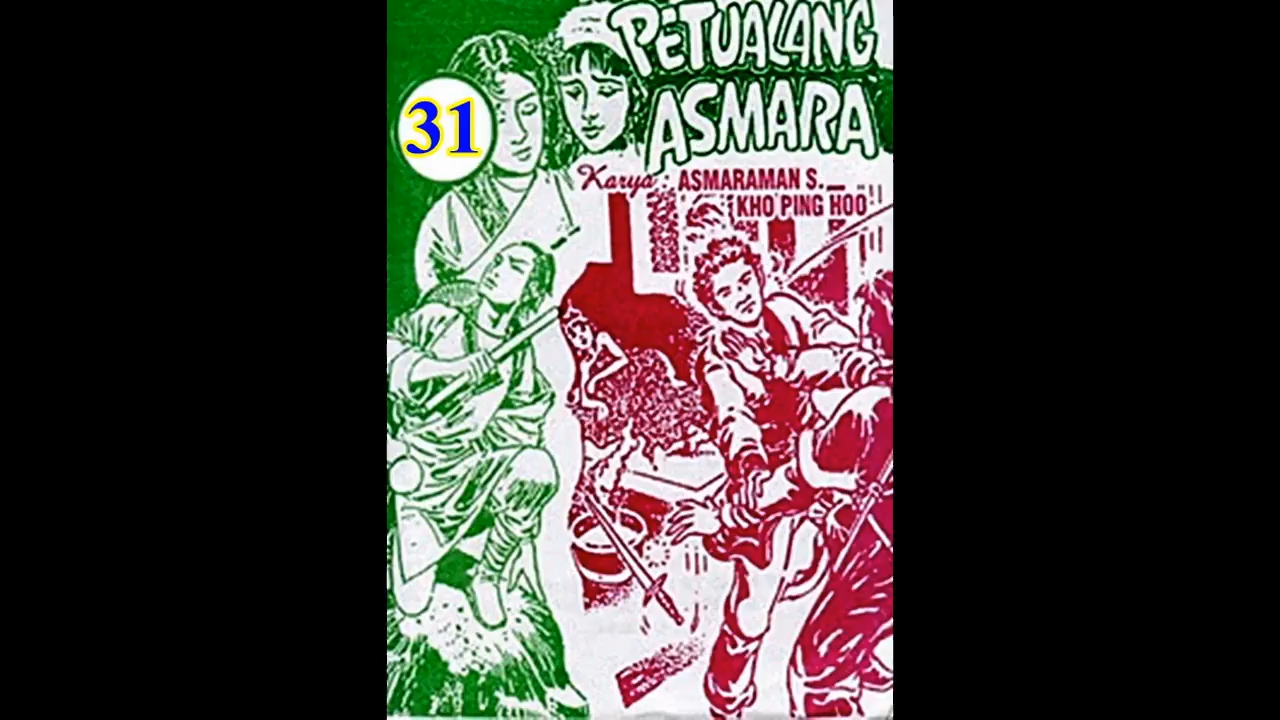 PETUALANG
ASMARA
31
Karya : ASMARAMAN S.
KHO PING HOO